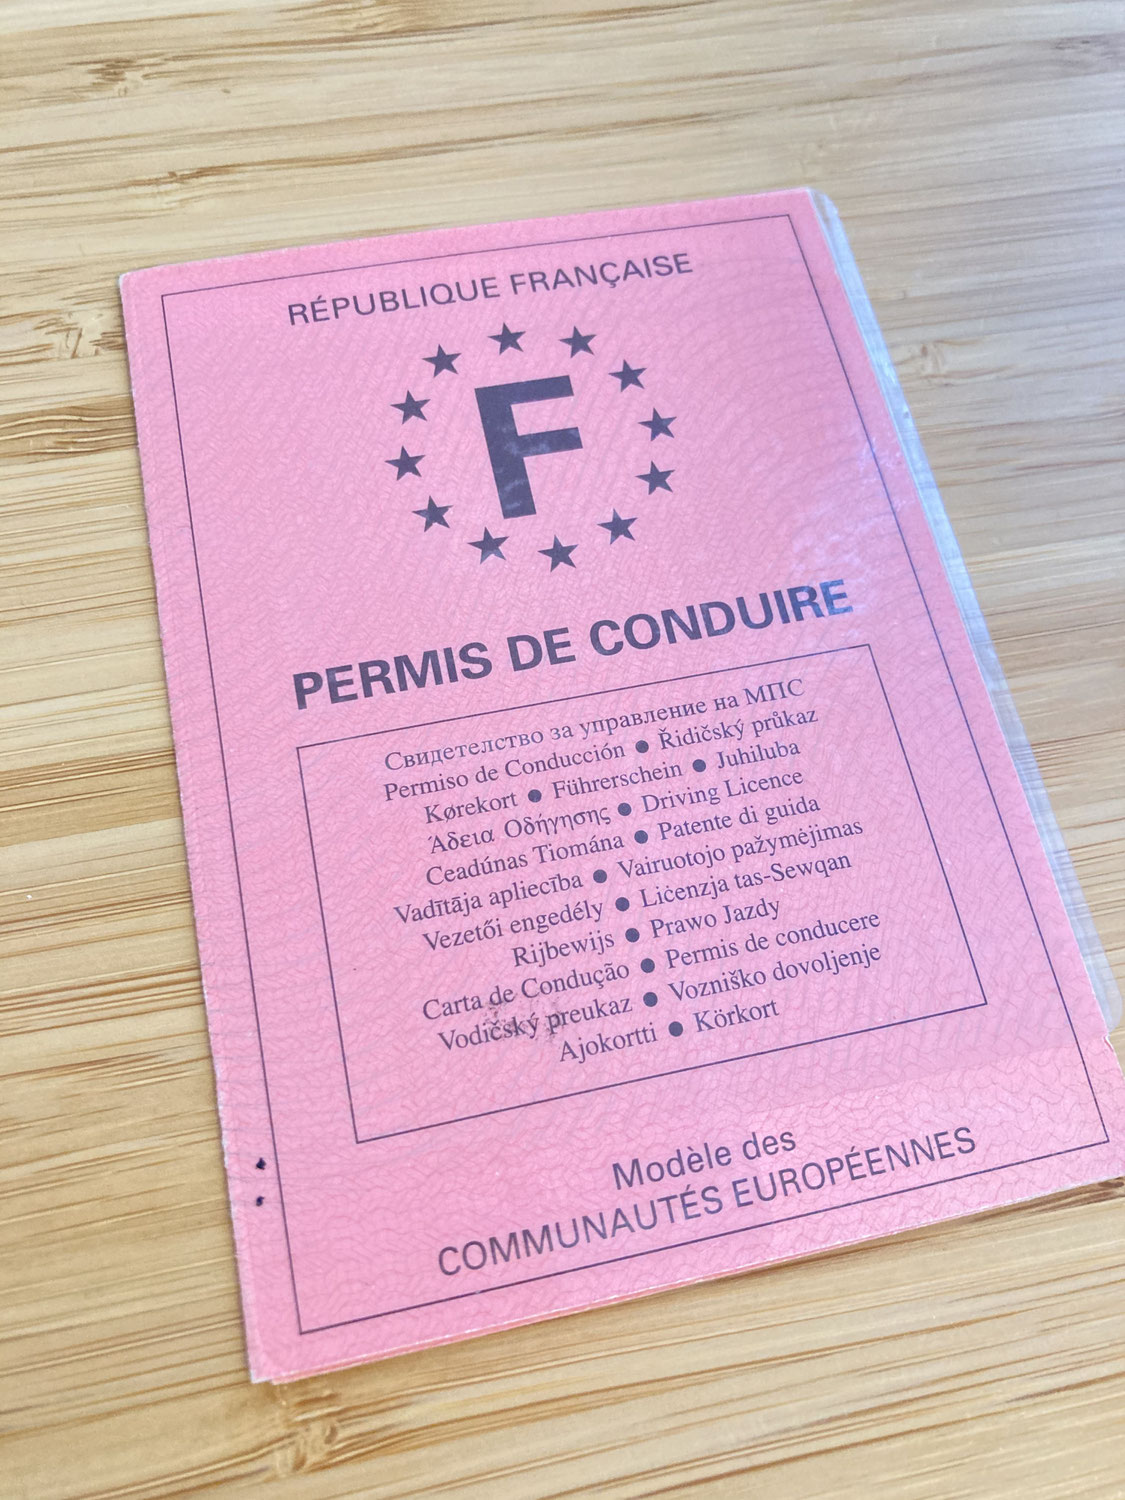 RÉPUBLIQUE FRANÇAISE
F
PERMIS DE CONDUIRE
Свидетелство за управление на МПС
Permiso de Conducción ● Řidičský průkaz
Kørekort ● Führerschein ● Juhiluba
Άδεια Οδήγησης ● Driving Licence
Ceadúnas Tiomána ● Patente di guida
Vadītāja apliecība ● Vairuotojo pažymėjimas
Vezetői engedély ● Liċenzja tas-Sewqan
Rijbewijs ● Prawo Jazdy
Carta de Condução ● Permis de conducere
Vodičský preukaz ● Vozniško dovoljenje
Ajokortti ● Körkort
Modèle des
COMMUNAUTÉS EUROPÉENNES